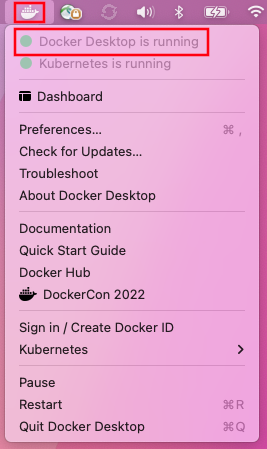 Docker Desktop is running
Kubernetes is running
Dashboard
Preferences... ⌘ ,
Check for Updates...
Troubleshoot
About Docker Desktop
Documentation
Quick Start Guide
Docker Hub
DockerCon 2022
Sign in / Create Docker ID
Kubernetes
Pause
Restart ⌘R
Quit Docker Desktop ⌘Q